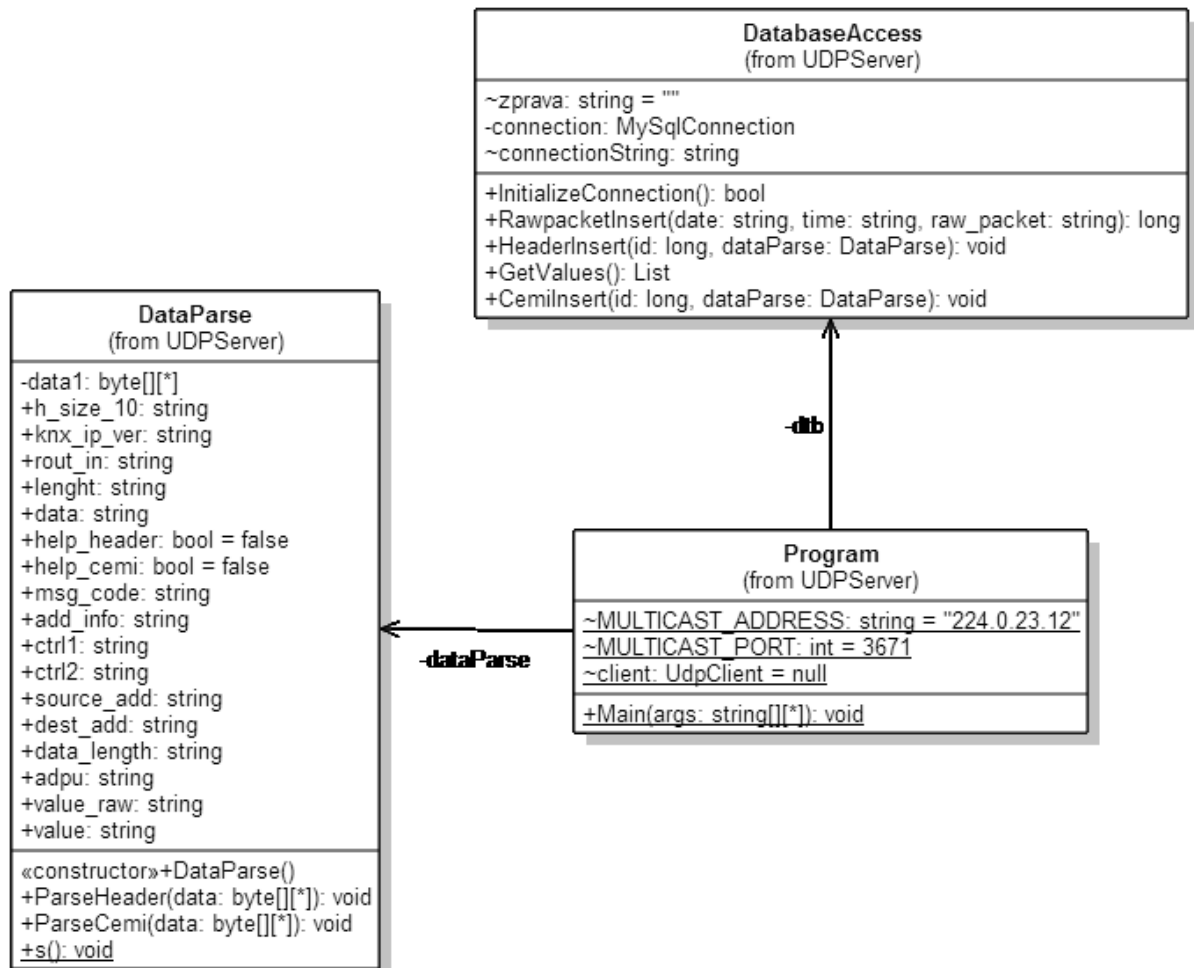 DatabaseAccess
(from UDPServer)
~zprava: string = ""
-connection: MySqlConnection
~connectionString: string
+InitializeConnection(): bool
+RawpacketInsert(date: string, time: string, raw_packet: string): long
+HeaderInsert(id: long, dataParse: DataParse): void
+GetValues(): List
+CemiInsert(id: long, dataParse: DataParse): void
DataParse
(from UDPServer)
-data1: byte[][*]
+h_size_10: string
+knx_ip_ver: string
+rout_in: string
+lenght: string
+data: string
+help_header: bool = false
+help_cemi: bool = false
+msg_code: string
+add_info: string
+ctrl1: string
+ctrl2: string
+source_add: string
+dest_add: string
+data_length: string
+adpu: string
+value_raw: string
+value: string
«constructor»+DataParse()
+ParseHeader(data: byte[][*]): void
+ParseCemi(data: byte[][*]): void
+s(): void
-dtb
-dataParse
Program
(from UDPServer)
~MULTICAST_ADDRESS: string = "224.0.23.12"
~MULTICAST_PORT: int = 3671
~client: UdpClient = null
+Main(args: string[][*]): void